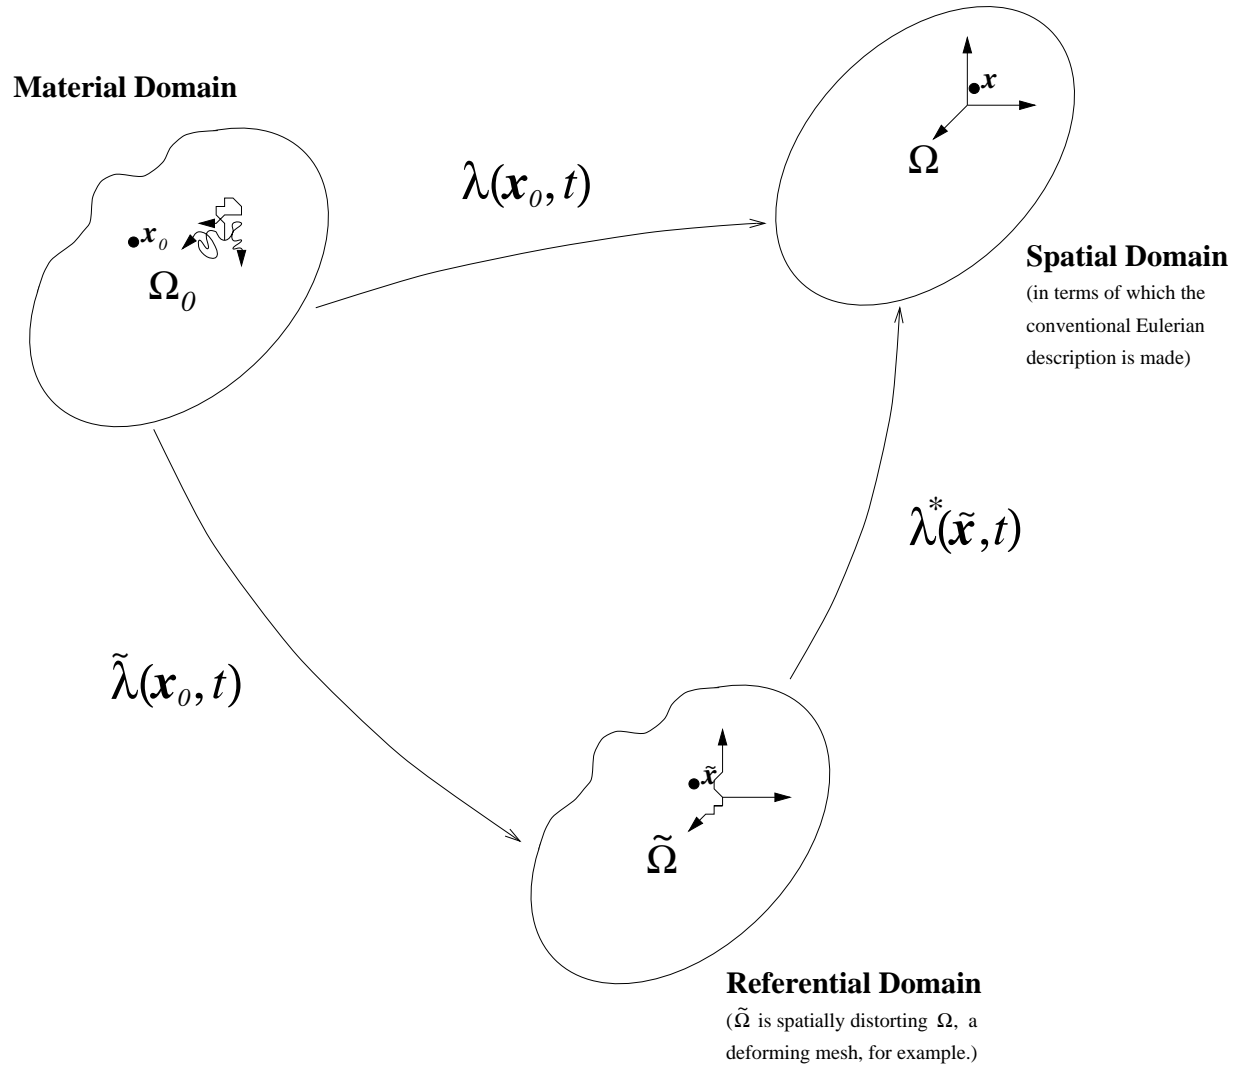 Material Domain
x
λ(x₀, t)
Ω
x₀
Ω₀
Spatial Domain
(in terms of which the
conventional Eulerian
description is made)
λ*(x̃,t)
λ̃(x₀, t)
x̃
Ω̃
Referential Domain
(Ω̃ is spatially distorting Ω, a
deforming mesh, for example.)